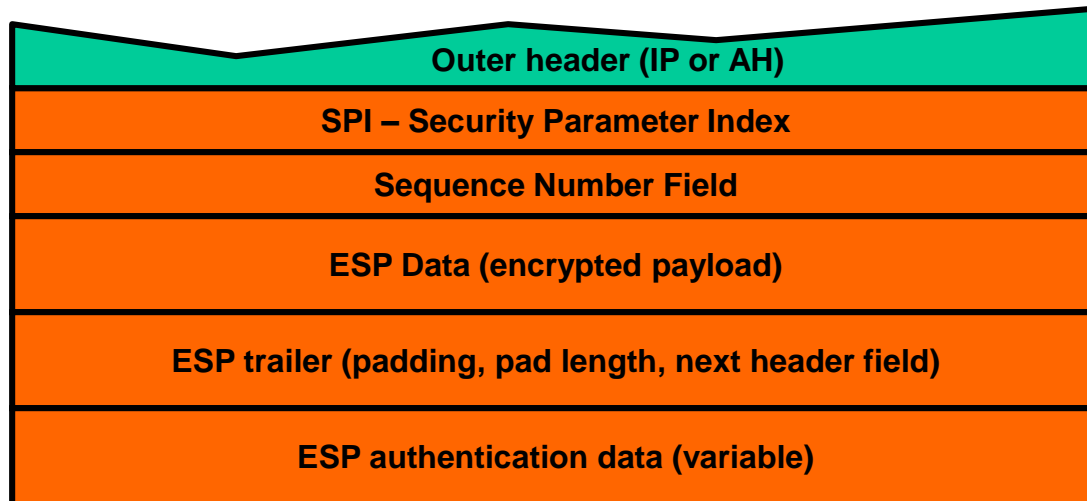 Outer header (IP or AH)
SPI – Security Parameter Index
Sequence Number Field
ESP Data (encrypted payload)
ESP trailer (padding, pad length, next header field)
ESP authentication data (variable)